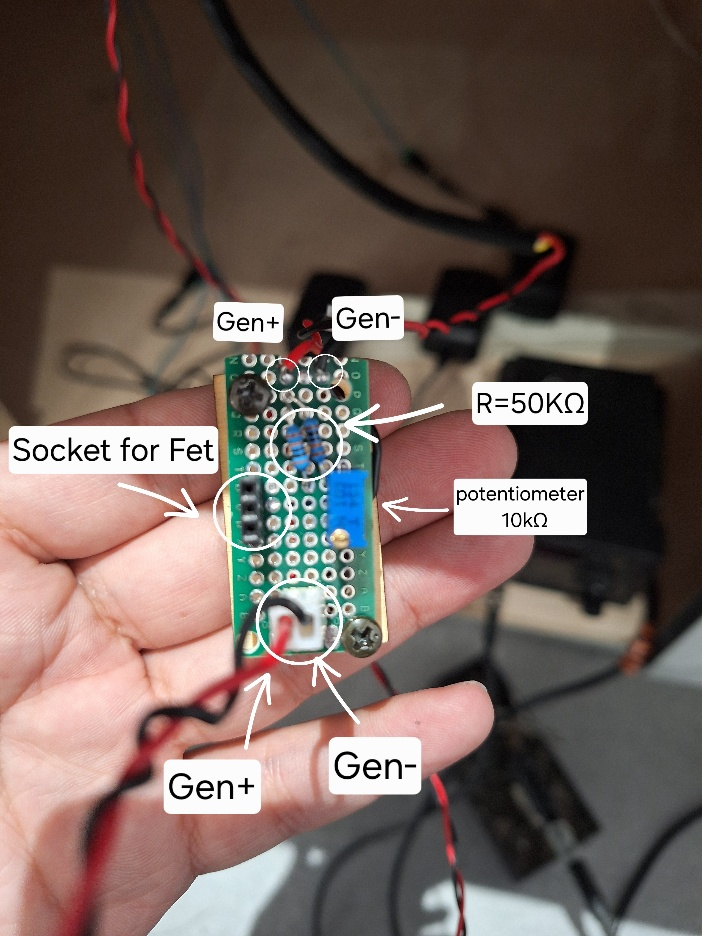 Gen+
Gen-
R=50KΩ
Socket for Fet
potentiometer
10kΩ
Gen+
Gen-